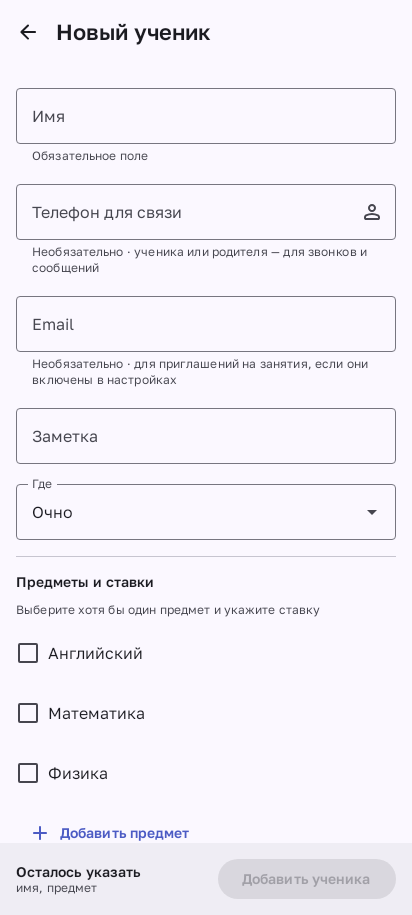 Новый ученик
Имя
Обязательное поле
Телефон для связи
Необязательно · ученика или родителя — для звонков и
сообщений
Email
Необязательно · для приглашений на занятия, если они
включены в настройках
Заметка
Где
Очно
Предметы и ставки
Выберите хотя бы один предмет и укажите ставку
Английский
Математика
Физика
Добавить предмет
Осталось указать
имя, предмет
Добавить ученика